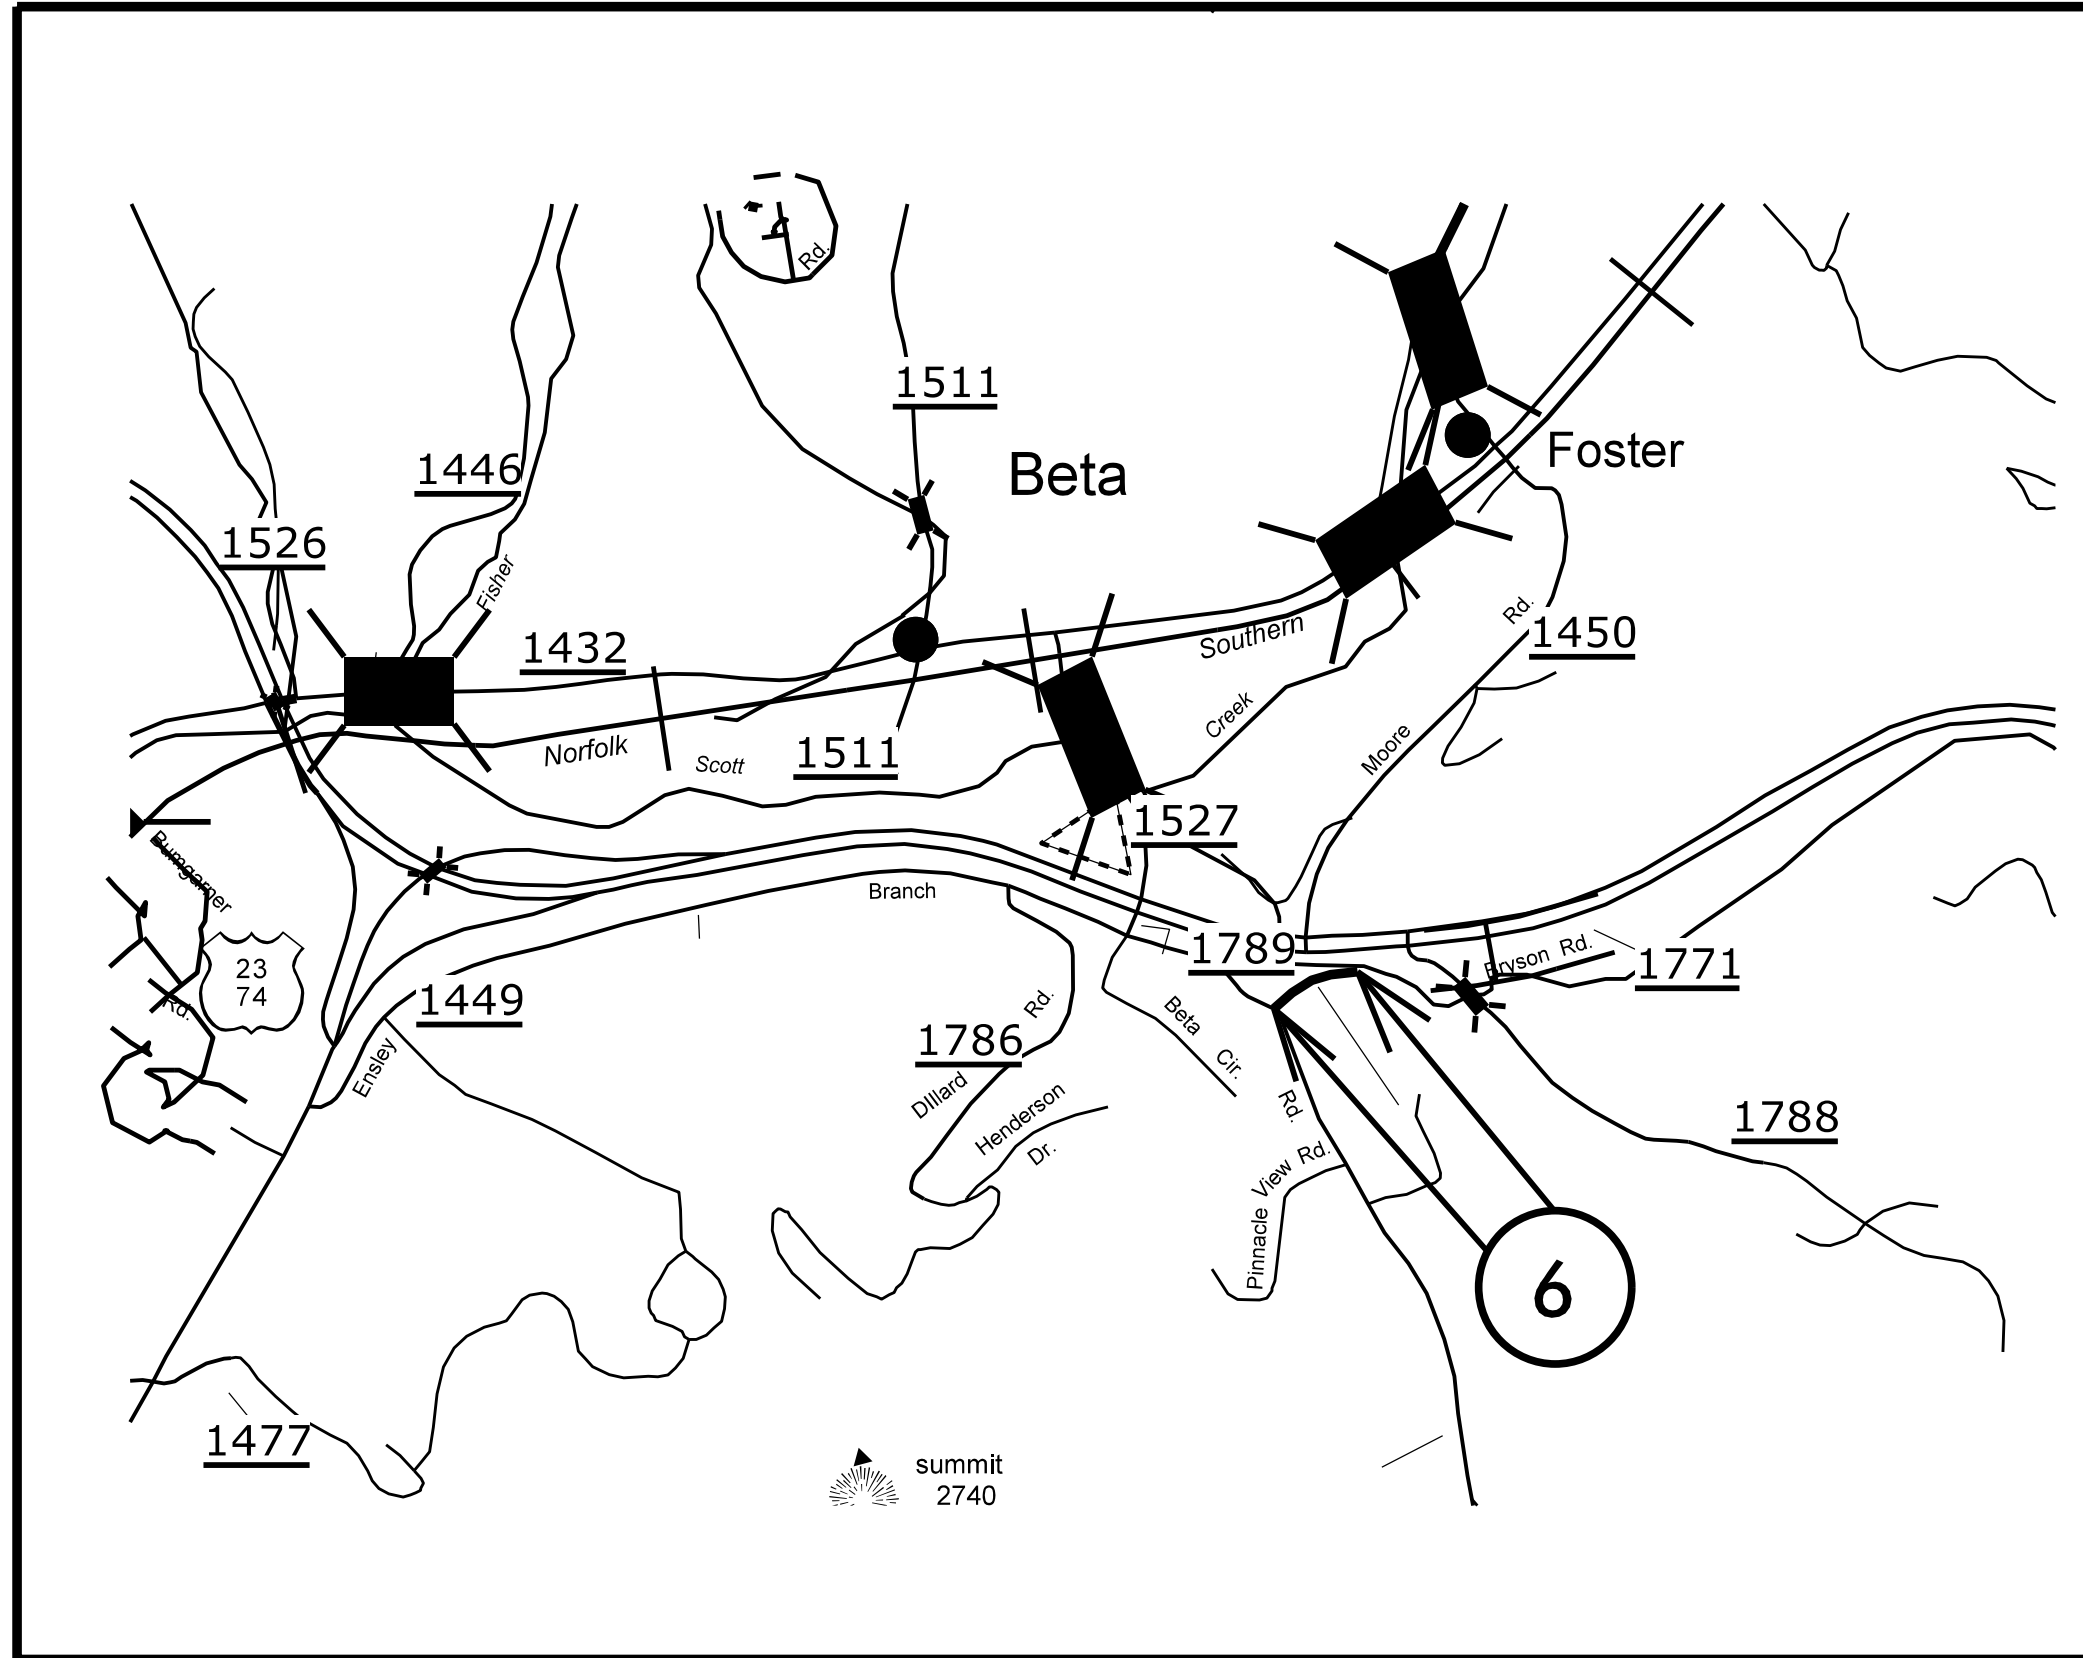 Rd.
1511
Beta
Foster
1446
1526
Fisher
1432
Southern
Rd.
1450
Norfolk
Scott
1511
Creek
Moore
1527
Bumgarner
Branch
23
74
Rd.
1449
Ensley
1789
Bryson Rd.
1771
Rd.
1786
DIllard
Henderson
Dr.
Beta
Cir.
Rd.
Pinnacle View Rd.
1788
6
1477
summit
2740